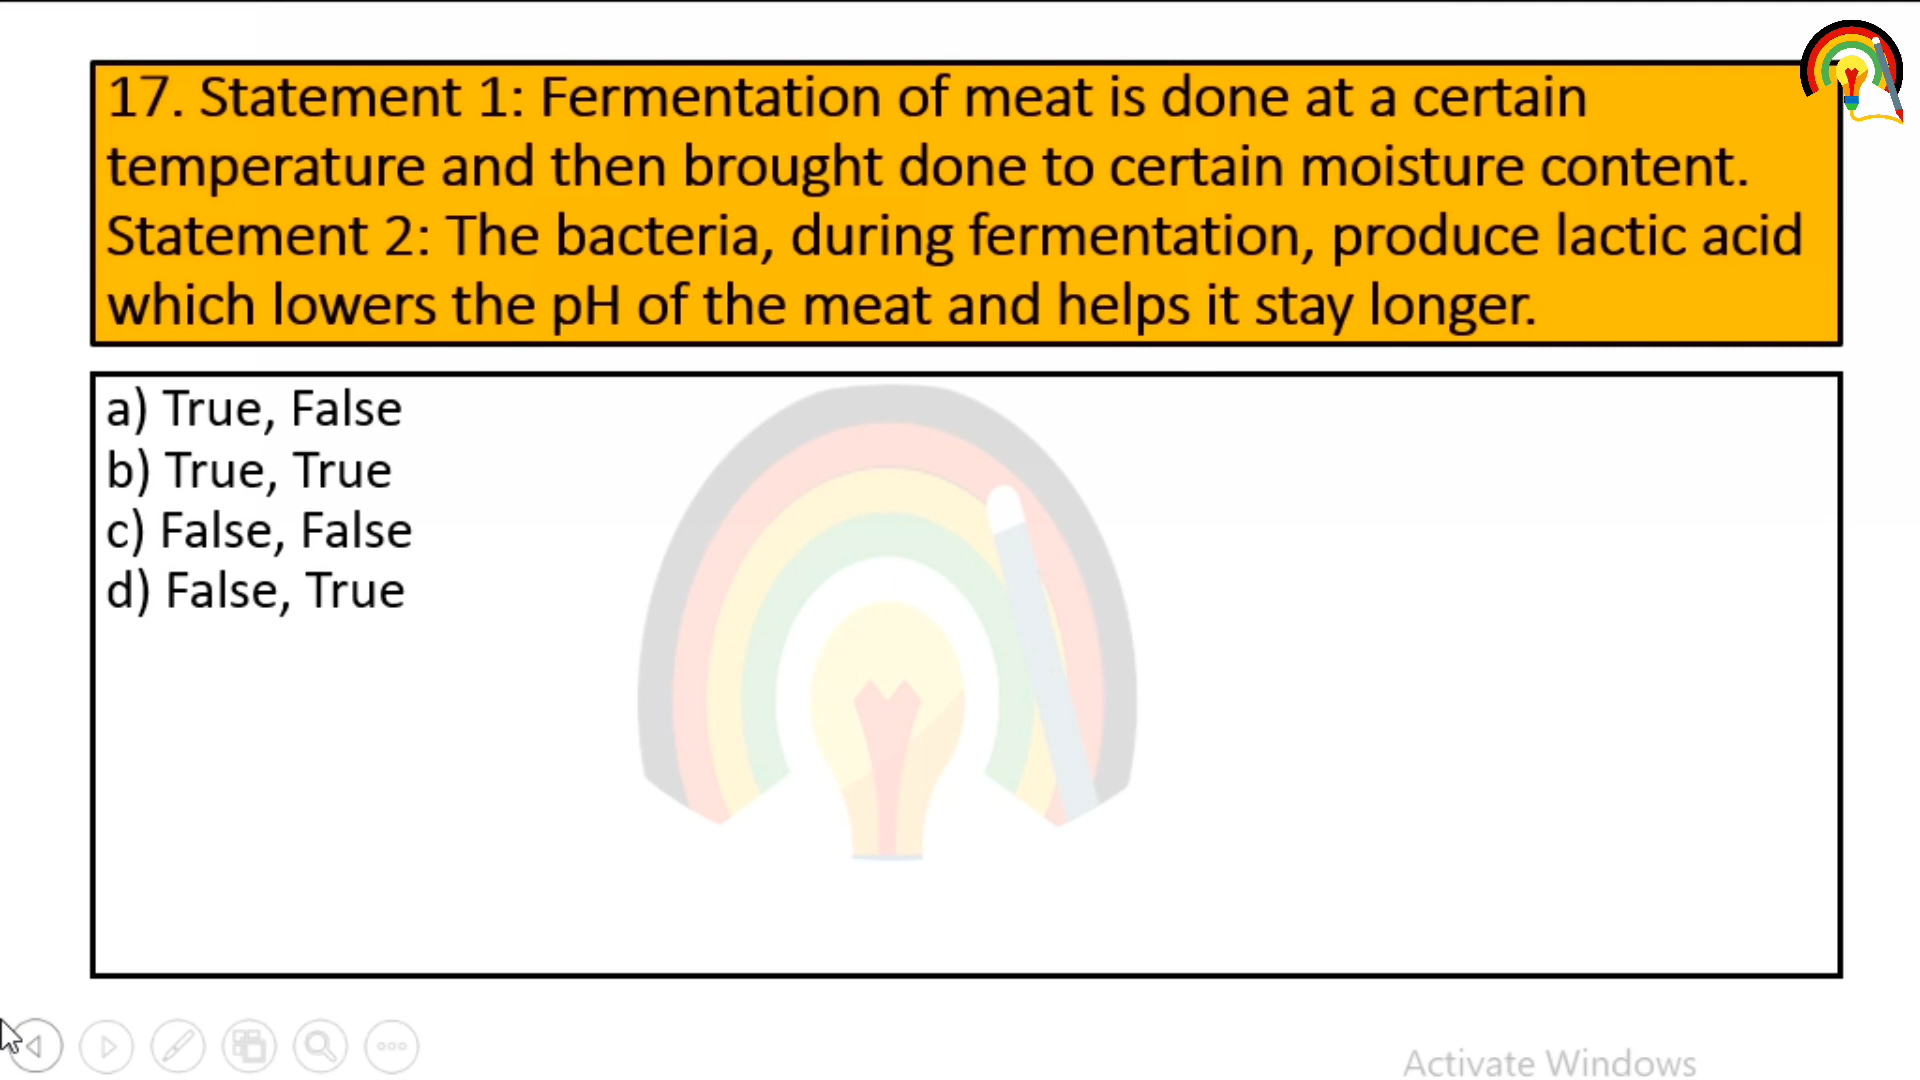 17. Statement 1: Fermentation of meat is done at a certain
temperature and then brought done to certain moisture content.
Statement 2: The bacteria, during fermentation, produce lactic acid
which lowers the pH of the meat and helps it stay longer.
a) True, False
b) True, True
c) False, False
d) False, True
Activate Windows